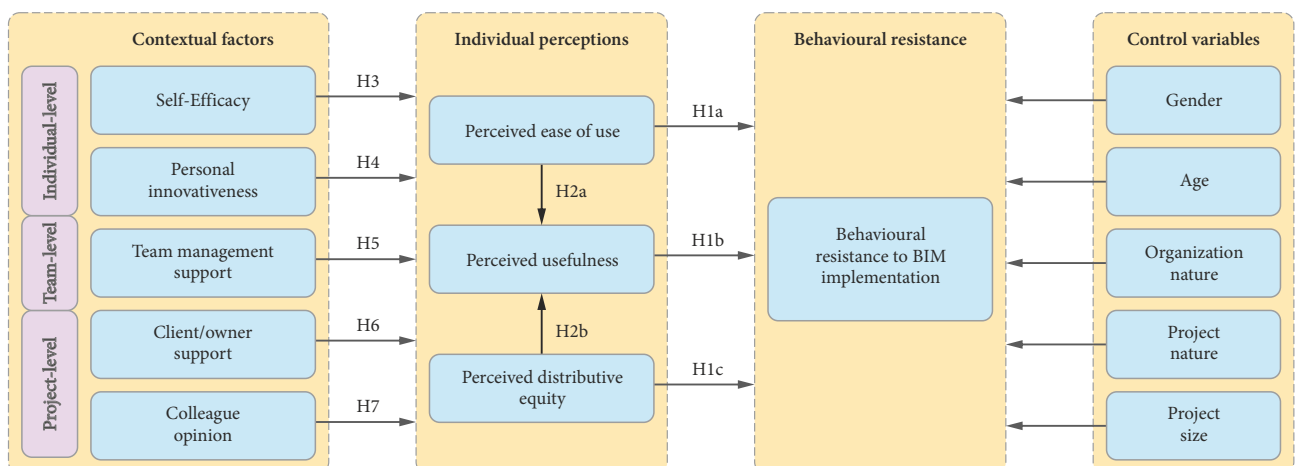 Contextual factors
Individual-level
Team-level
Project-level
Self-Efficacy
Personal
innovativeness
Team management
support
Client/owner
support
Colleague
opinion
H3
H4
H5
H6
H7
Individual perceptions
Perceived ease of use
H2a
Perceived usefulness
H2b
Perceived distributive
equity
H1a
H1b
H1c
Behavioural resistance
Behavioural
resistance to BIM
implementation
Control variables
Gender
Age
Organization
nature
Project
nature
Project
size